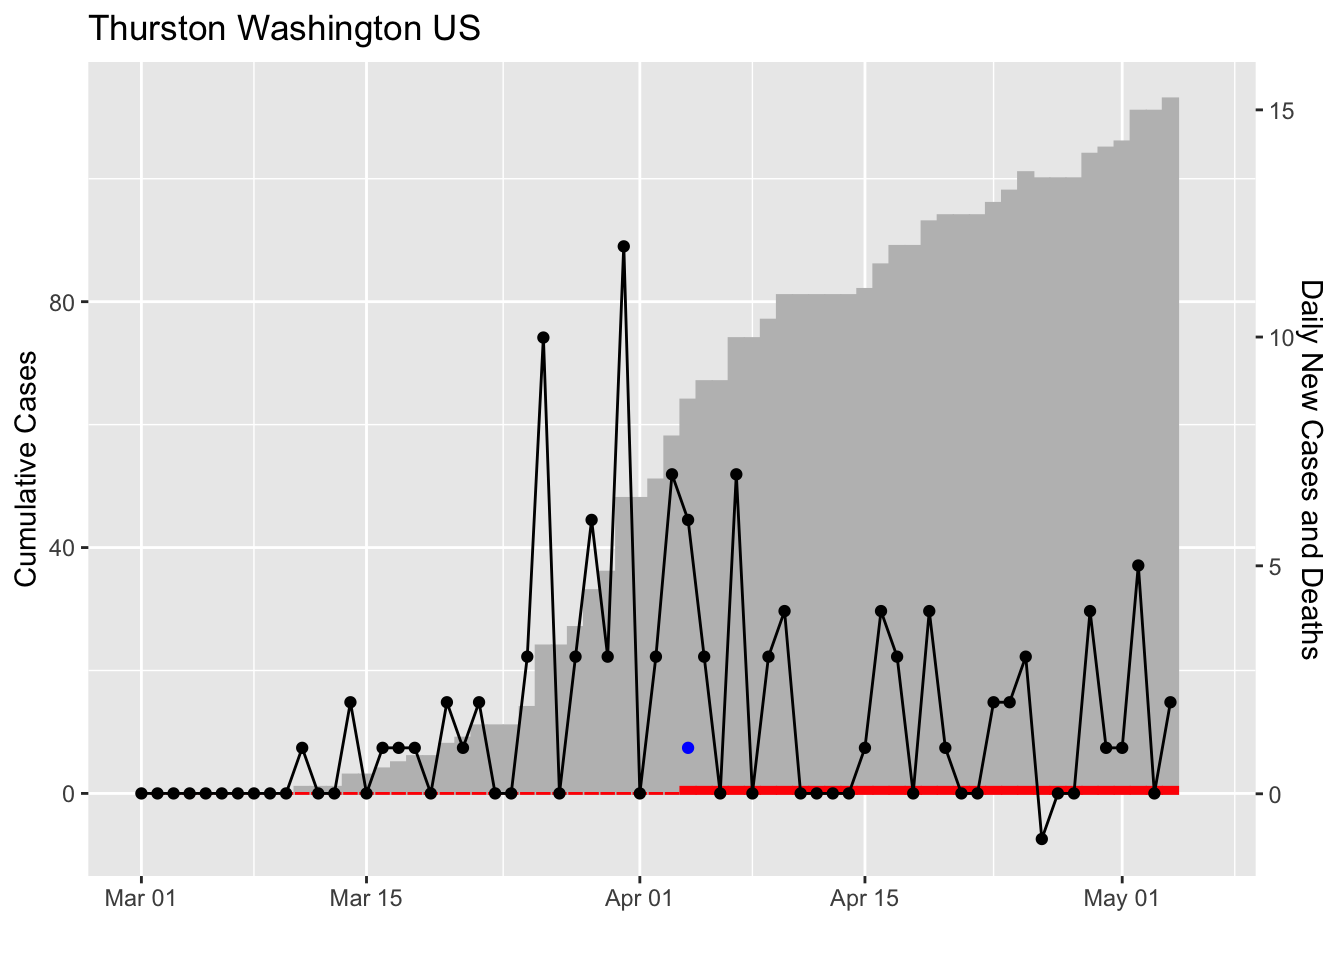 Thurston Washington US
Cumulative Cases
80
40
0
15
10
5
0
Daily New Cases and Deaths
Mar 01
Mar 15
Apr 01
Apr 15
May 01